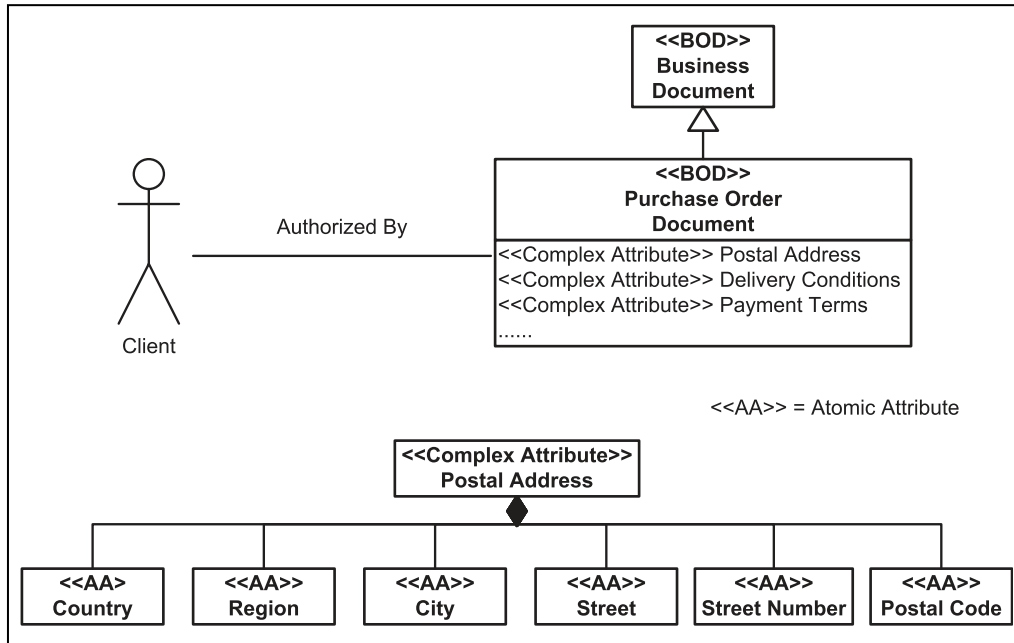 <<BOD>>
Business
Document
<<BOD>>
Purchase Order
Document
Authorized By
<<Complex Attribute>> Postal Address
<<Complex Attribute>> Delivery Conditions
<<Complex Attribute>> Payment Terms
......
Client
<<AA>> = Atomic Attribute
<<Complex Attribute>>
Postal Address
<<AA>
Country
<<AA>>
Region
<<AA>>
City
<<AA>>
Street
<<AA>>
Street Number
<<AA>>
Postal Code